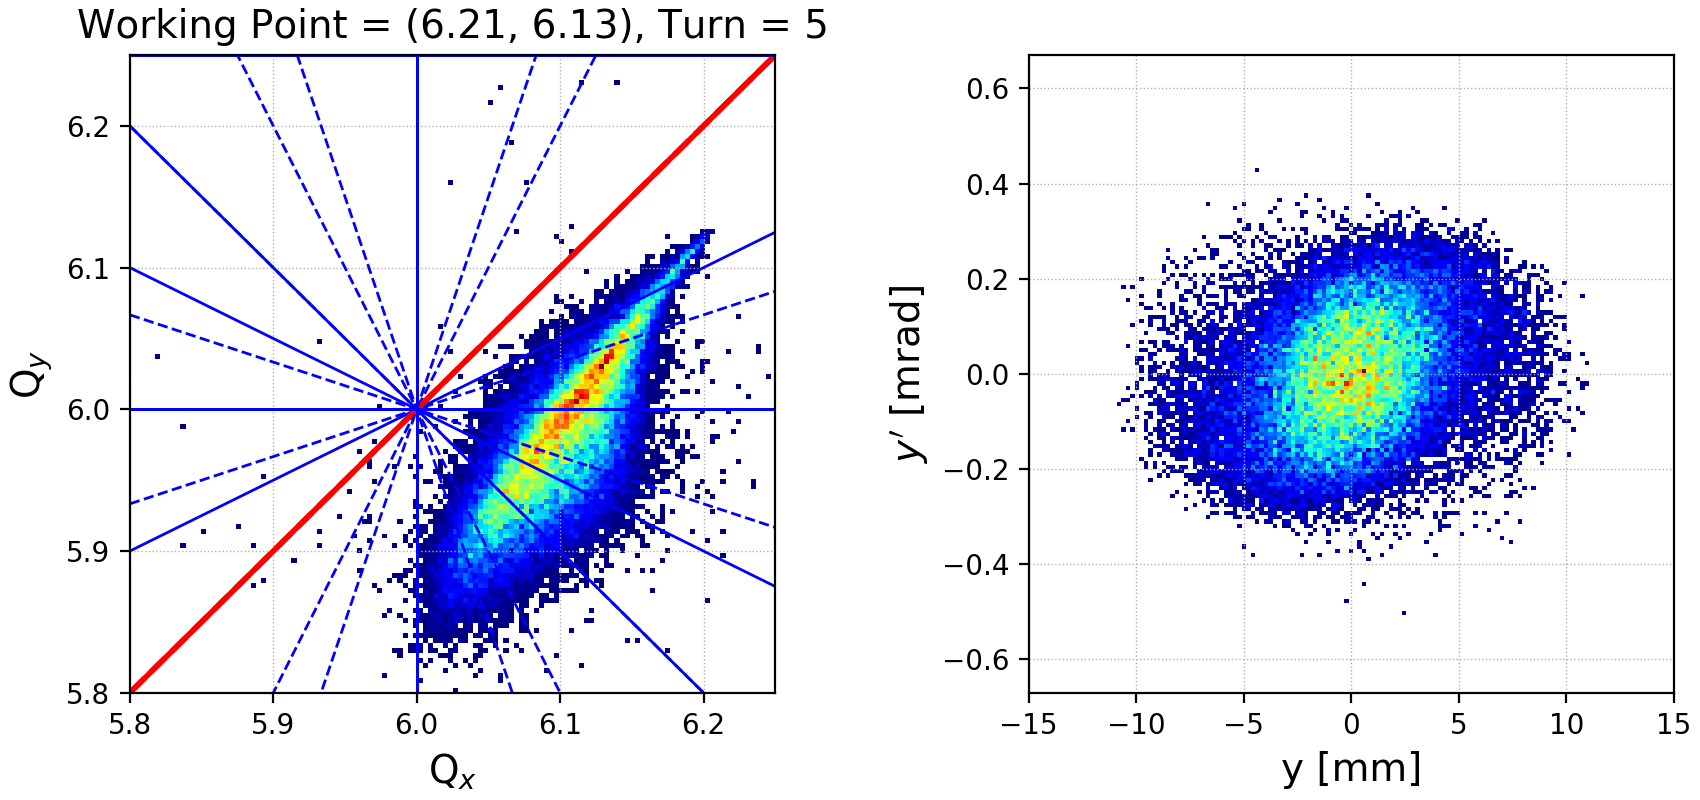 Working Point = (6.21, 6.13), Turn = 5
6.2
6.1
6.0
5.9
5.8
Q_y
5.8 5.9 6.0 6.1 6.2
Q_x
0.6
0.4
0.2
0.0
−0.2
−0.4
−0.6
y′ [mrad]
−15 −10 −5 0 5 10 15
y [mm]